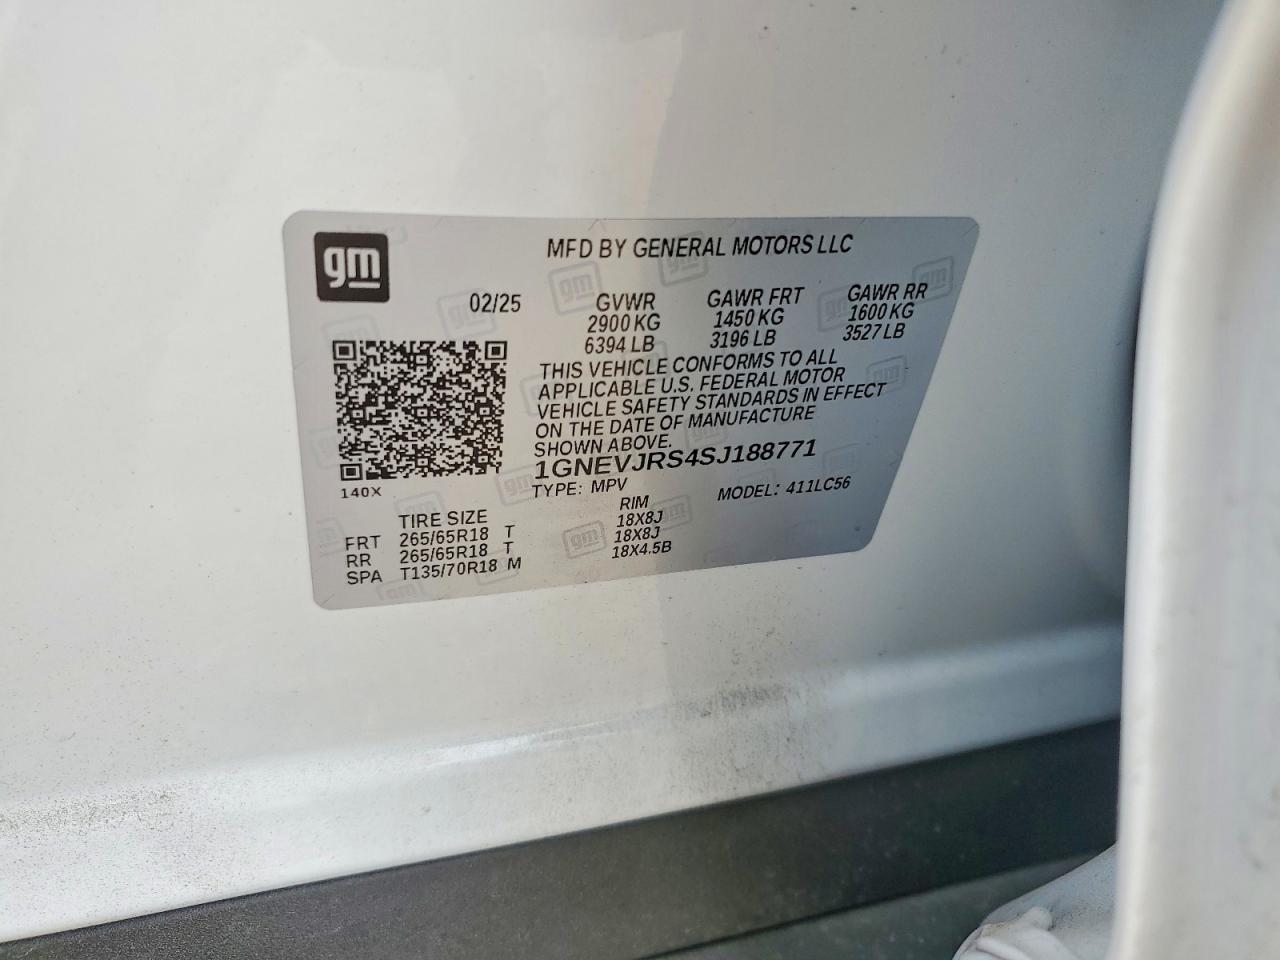 gm
MFD BY GENERAL MOTORS LLC
02/25
GVWR GAWR FRT GAWR RR
2900 KG 1450 KG 1600 KG
6394 LB 3196 LB 3527 LB
THIS VEHICLE CONFORMS TO ALL
APPLICABLE U.S. FEDERAL MOTOR
VEHICLE SAFETY STANDARDS IN EFFECT
ON THE DATE OF MANUFACTURE
SHOWN ABOVE.
1GNEVJRS4SJ188771
TYPE: MPV MODEL: 411LC56
140X
TIRE SIZE RIM
FRT 265/65R18 T 18X8J
RR 265/65R18 T 18X8J
SPA T135/70R18 M 18X4.5B